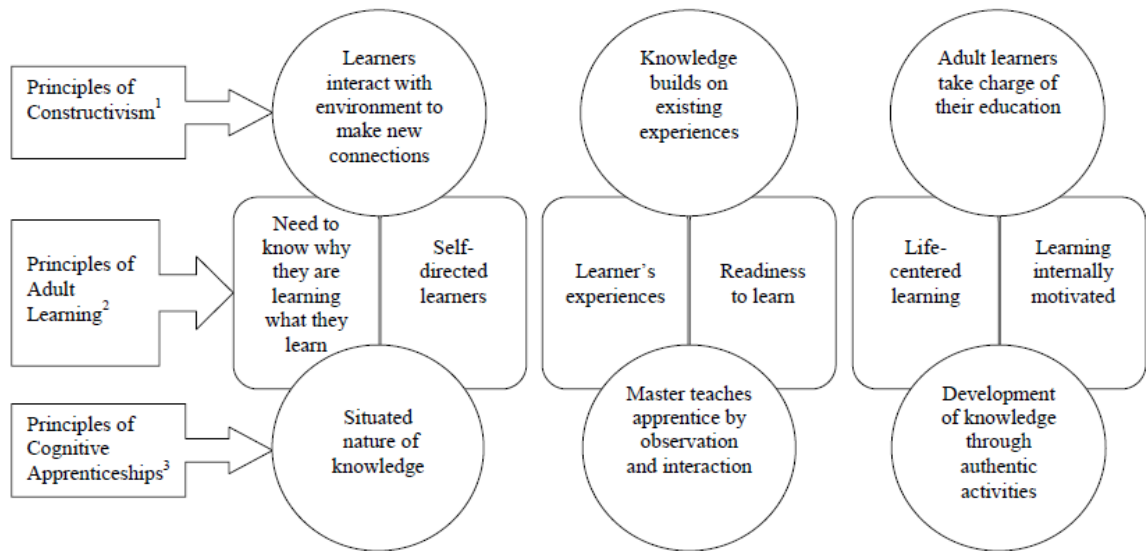 Principles of
Constructivism¹
Learners
interact with
environment to
make new
connections
Knowledge
builds on
existing
experiences
Adult learners
take charge of
their education
Principles of
Adult
Learning²
Need to
know why
they are
learning
what they
learn
Self-
directed
learners
Learner’s
experiences
Readiness
to learn
Life-
centered
learning
Learning
internally
motivated
Principles of
Cognitive
Apprenticeships³
Situated
nature of
knowledge
Master teaches
apprentice by
observation
and interaction
Development
of knowledge
through
authentic
activities